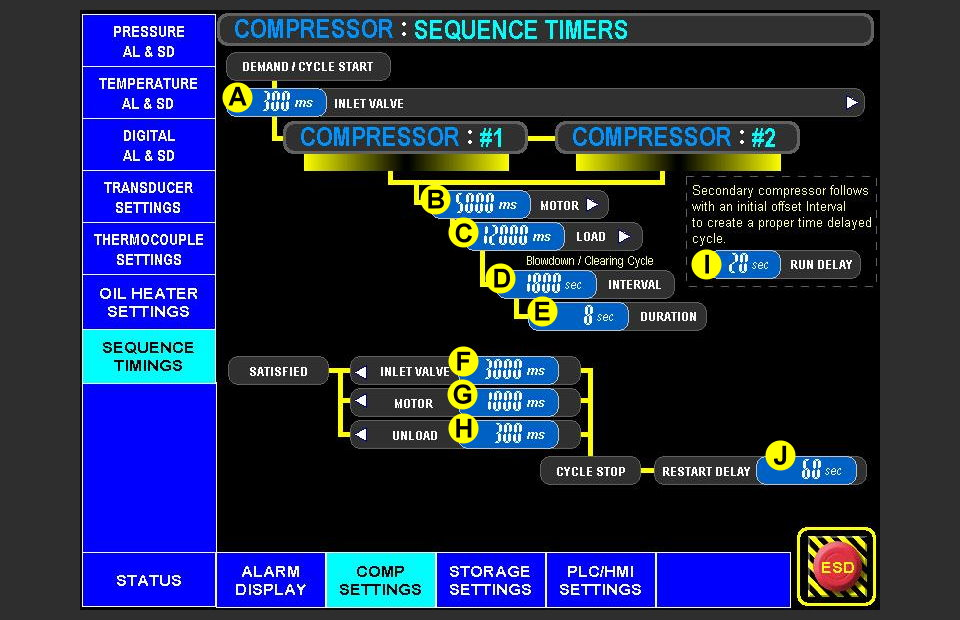 COMPRESSOR : SEQUENCE TIMERS
PRESSURE
AL & SD
TEMPERATURE
AL & SD
DIGITAL
AL & SD
TRANSDUCER
SETTINGS
THERMOCOUPLE
SETTINGS
OIL HEATER
SETTINGS
SEQUENCE
TIMINGS
DEMAND / CYCLE START
A 300 ms INLET VALVE
COMPRESSOR : #1
COMPRESSOR : #2
B 5000 ms MOTOR
C 12000 ms LOAD
Blowdown / Clearing Cycle
D 1800 sec INTERVAL
E 8 sec DURATION
Secondary compressor follows
with an initial offset Interval
to create a proper time delayed
cycle.
I 20 sec RUN DELAY
SATISFIED
INLET VALVE F 3000 ms
MOTOR G 1000 ms
UNLOAD H 300 ms
CYCLE STOP
RESTART DELAY J 60 sec
STATUS
ALARM
DISPLAY
COMP
SETTINGS
STORAGE
SETTINGS
PLC/HMI
SETTINGS
ESD